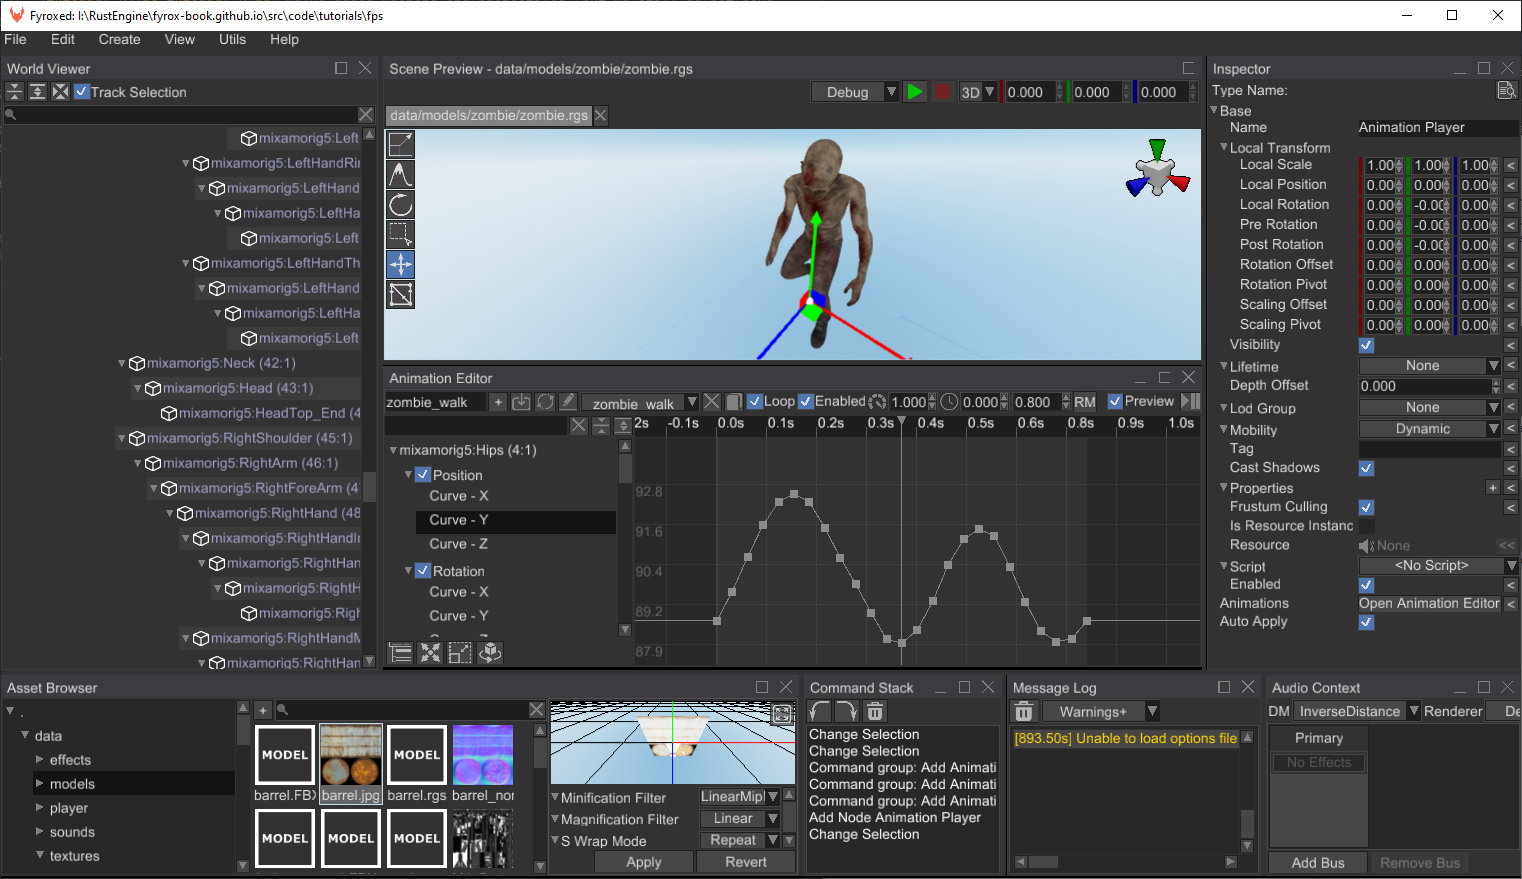 Fyroxed: I:\RustEngine\fyrox-book.github.io\src\code\tutorials\fps
File Edit Create View Utils Help
World Viewer
Track Selection
mixamorig5:Left
mixamorig5:LeftHandRin
mixamorig5:LeftHand
mixamorig5:LeftHa
mixamorig5:Left
mixamorig5:LeftHandTh
mixamorig5:LeftHand
mixamorig5:LeftHa
mixamorig5:Left
mixamorig5:Neck (42:1)
mixamorig5:Head (43:1)
mixamorig5:HeadTop_End (4
mixamorig5:RightShoulder (45:1)
mixamorig5:RightArm (46:1)
mixamorig5:RightForeArm (4
mixamorig5:RightHand (48
mixamorig5:RightHandI
mixamorig5:RightHan
mixamorig5:RightH
mixamorig5:Rig
mixamorig5:RightHandM
mixamorig5:RightHan
Scene Preview - data/models/zombie/zombie.rgs
Debug 3D 0.000 0.000 0.000
data/models/zombie/zombie.rgs
Animation Editor
zombie_walk + zombie_walk Loop Enabled 1.000 0.000 0.800 RM Preview
2s -0.1s 0.0s 0.1s 0.2s 0.3s 0.4s 0.5s 0.6s 0.7s 0.8s 0.9s 1.0s
mixamorig5:Hips (4:1)
Position
Curve - X
Curve - Y
Curve - Z
Rotation
Curve - X
Curve - Y
92.8
91.6
90.4
89.2
87.9
Inspector
Type Name:
Base
Name Animation Player
Local Transform
Local Scale 1.00 1.00 1.00 <
Local Position 0.00 0.00 0.00 <
Local Rotation 0.00 -0.00 0.00 <
Pre Rotation 0.00 -0.00 0.00 <
Post Rotation 0.00 -0.00 0.00 <
Rotation Offset 0.00 0.00 0.00 <
Rotation Pivot 0.00 0.00 0.00 <
Scaling Offset 0.00 0.00 0.00 <
Scaling Pivot 0.00 0.00 0.00 <
Visibility <
Lifetime None <
Depth Offset 0.000 <
Lod Group None <
Mobility Dynamic <
Tag <
Cast Shadows <
Properties + <
Frustum Culling <
Is Resource Instanc
Resource None <<
Script <No Script>
Enabled <
Animations Open Animation Editor <
Auto Apply
Asset Browser
.
data
effects
models
player
sounds
textures
+
MODEL MODEL
barrel.FBX barrel.jpg barrel.rgs barrel_nor
MODEL MODEL MODEL
Minification Filter LinearMip
Magnification Filter Linear
S Wrap Mode Repeat
Apply Revert
Command Stack
Change Selection
Change Selection
Command group: Add Animati
Command group: Add Animati
Command group: Add Animati
Add Node Animation Player
Change Selection
Message Log
Warnings+
[893.50s] Unable to load options file
Audio Context
DM InverseDistance Renderer De
Primary
No Effects
Add Bus Remove Bus